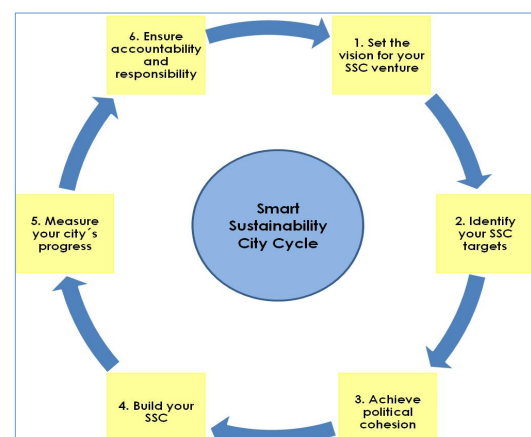 6. Ensure
accountability
and
responsibility
1. Set the
vision for your
SSC venture
Smart
Sustainability
City Cycle
5. Measure
your city´s
progress
2. Identify
your SSC
targets
4. Build your
SSC
3. Achieve
political
cohesion